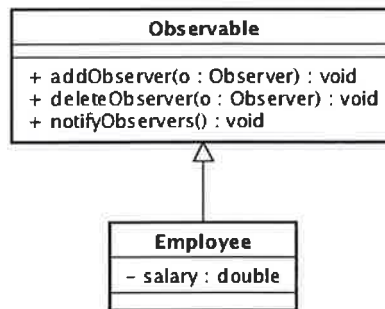 Observable
+ addObserver(o : Observer) : void
+ deleteObserver(o : Observer) : void
+ notifyObservers() : void
Employee
- salary : double